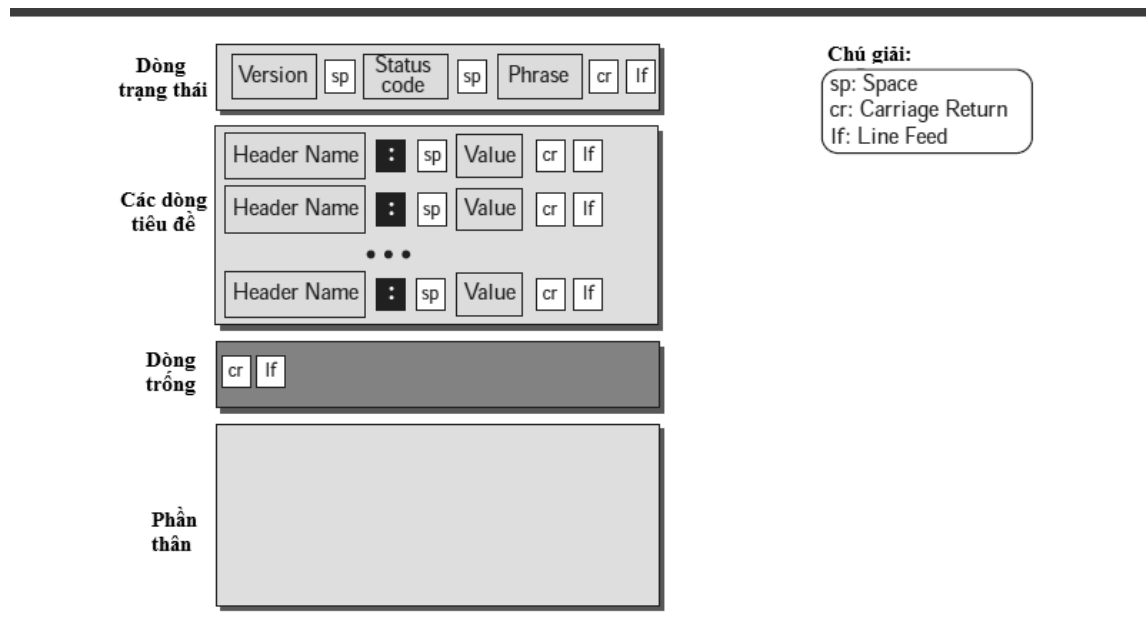 Dòng
trạng thái
Version sp Status code sp Phrase cr lf
Chú giải:
sp: Space
cr: Carriage Return
lf: Line Feed
Các dòng
tiêu đề
Header Name : sp Value cr lf
Header Name : sp Value cr lf
•••
Header Name : sp Value cr lf
Dòng
trống
cr lf
Phần
thân